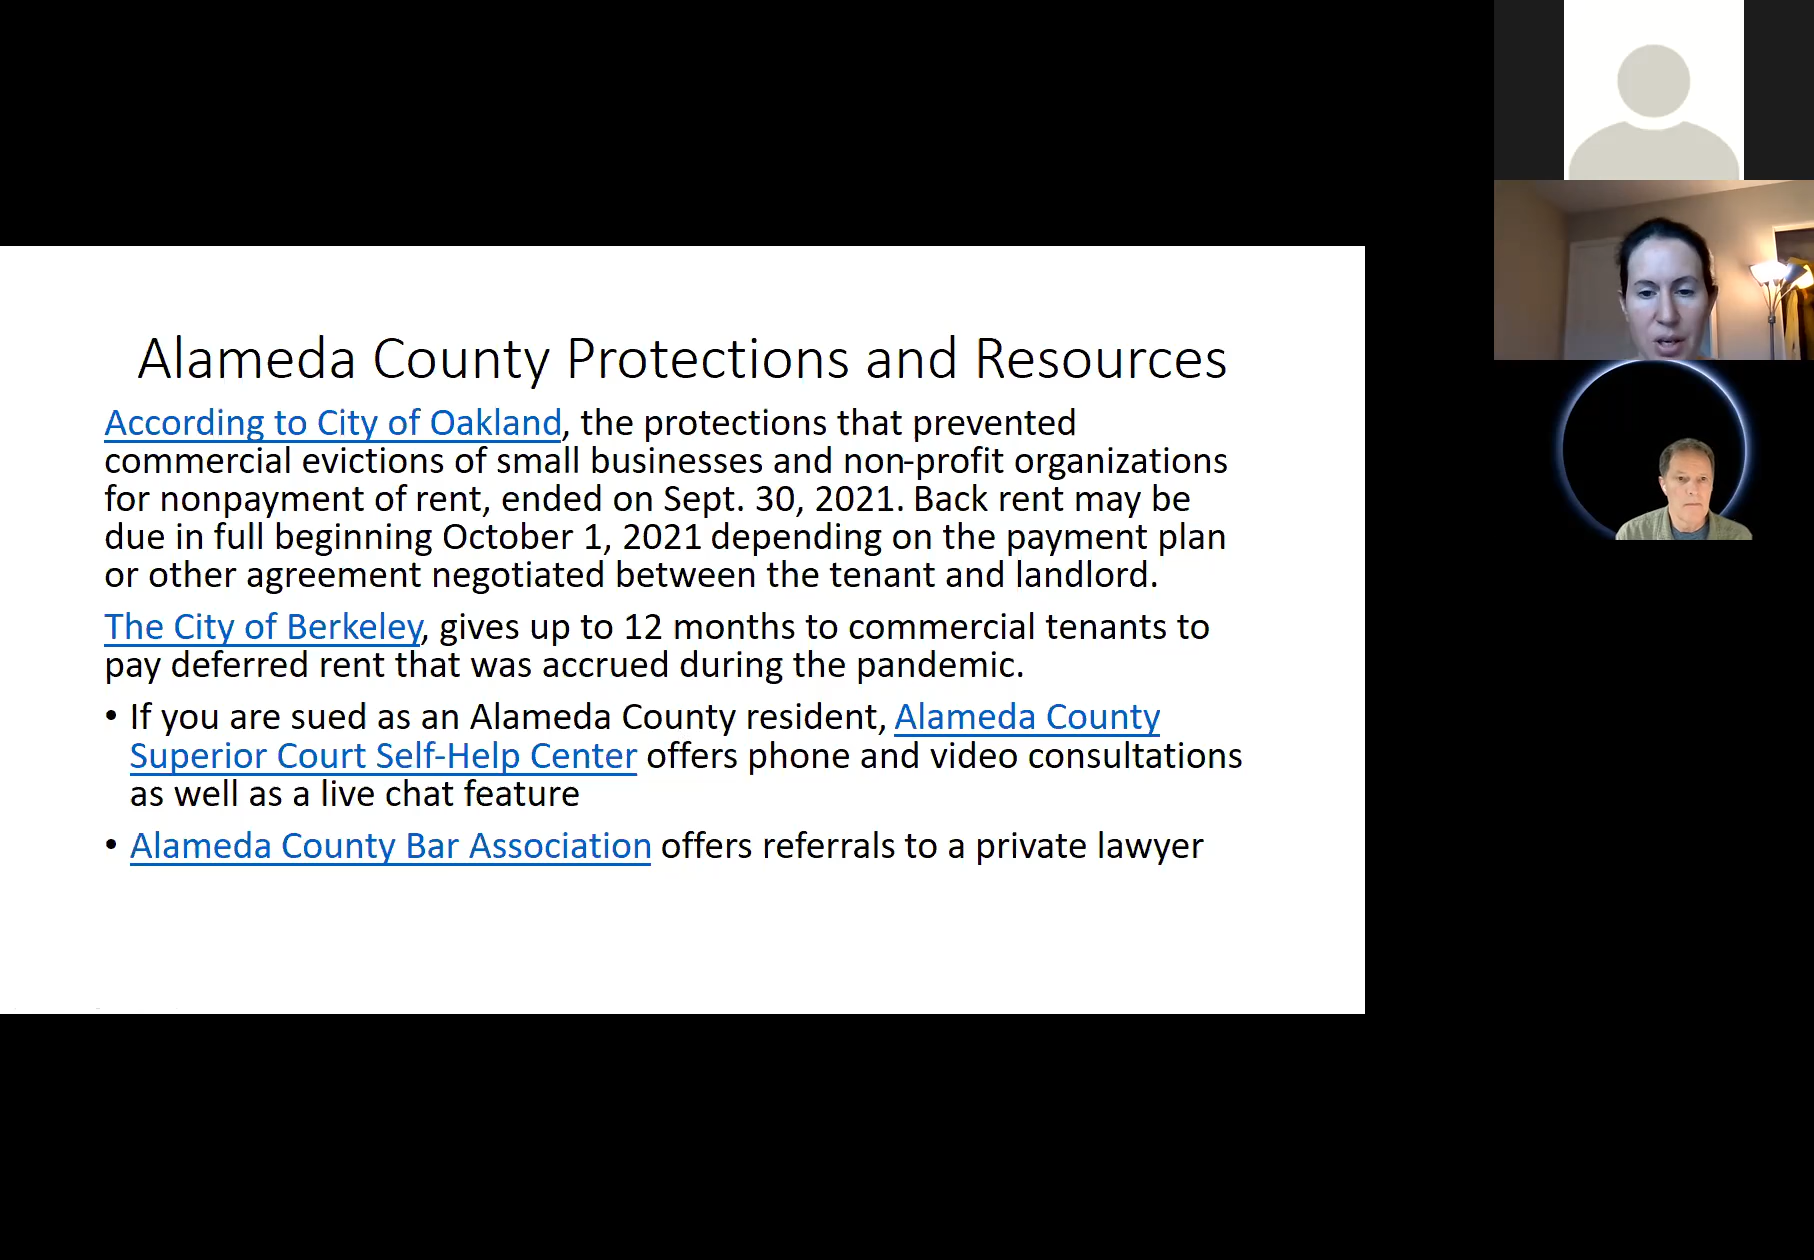 Alameda County Protections and Resources
According to City of Oakland, the protections that prevented
commercial evictions of small businesses and non-profit organizations
for nonpayment of rent, ended on Sept. 30, 2021. Back rent may be
due in full beginning October 1, 2021 depending on the payment plan
or other agreement negotiated between the tenant and landlord.
The City of Berkeley, gives up to 12 months to commercial tenants to
pay deferred rent that was accrued during the pandemic.
• If you are sued as an Alameda County resident, Alameda County
Superior Court Self-Help Center offers phone and video consultations
as well as a live chat feature
• Alameda County Bar Association offers referrals to a private lawyer